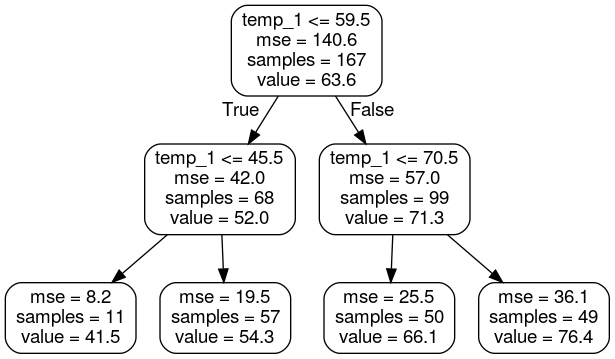 temp_1 <= 59.5
mse = 140.6
samples = 167
value = 63.6
True
False
temp_1 <= 45.5
mse = 42.0
samples = 68
value = 52.0
temp_1 <= 70.5
mse = 57.0
samples = 99
value = 71.3
mse = 8.2
samples = 11
value = 41.5
mse = 19.5
samples = 57
value = 54.3
mse = 25.5
samples = 50
value = 66.1
mse = 36.1
samples = 49
value = 76.4